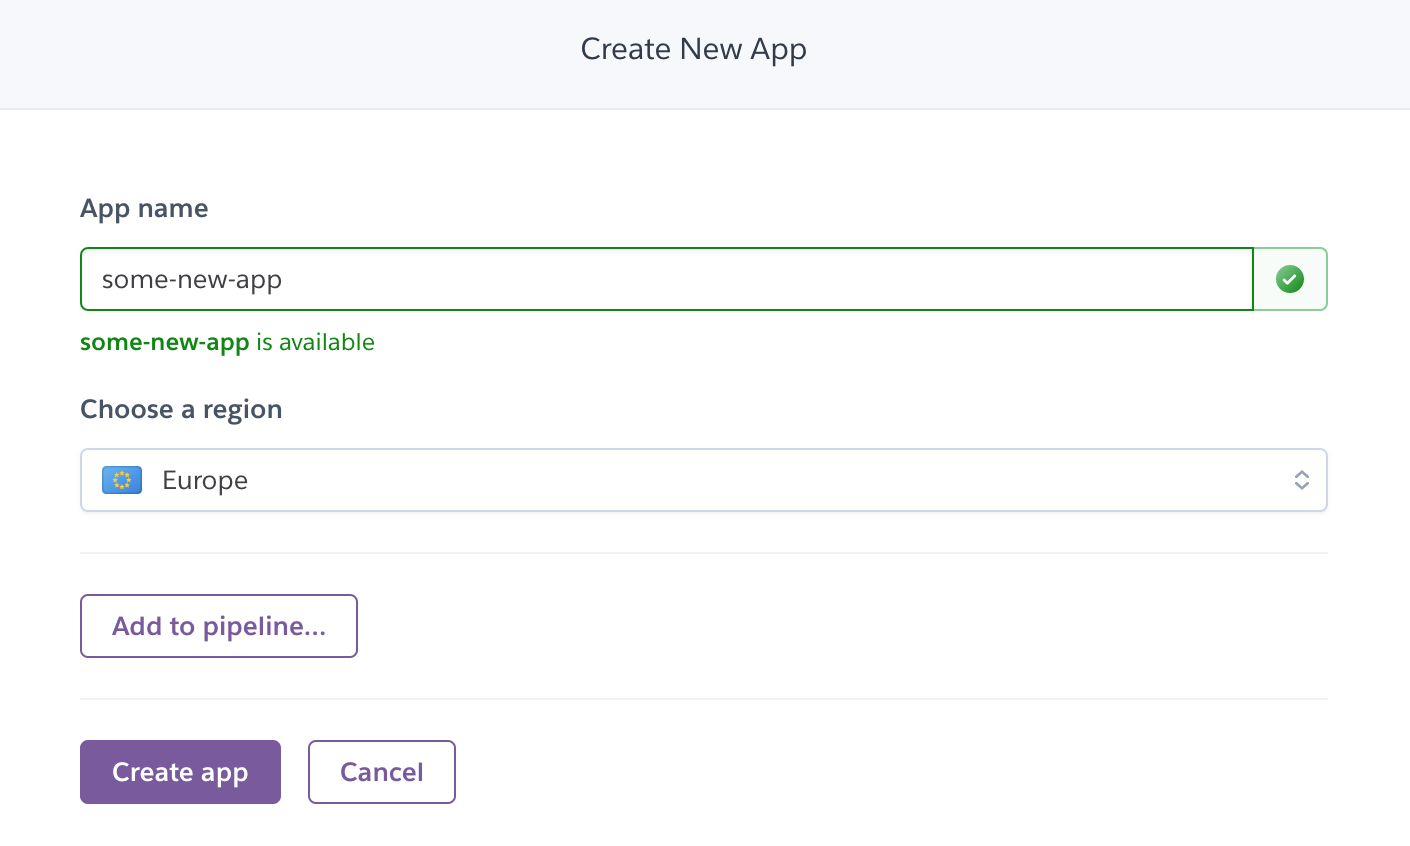 Create New App
App name
some-new-app
some-new-app is available
Choose a region
Europe
Add to pipeline...
Create app
Cancel